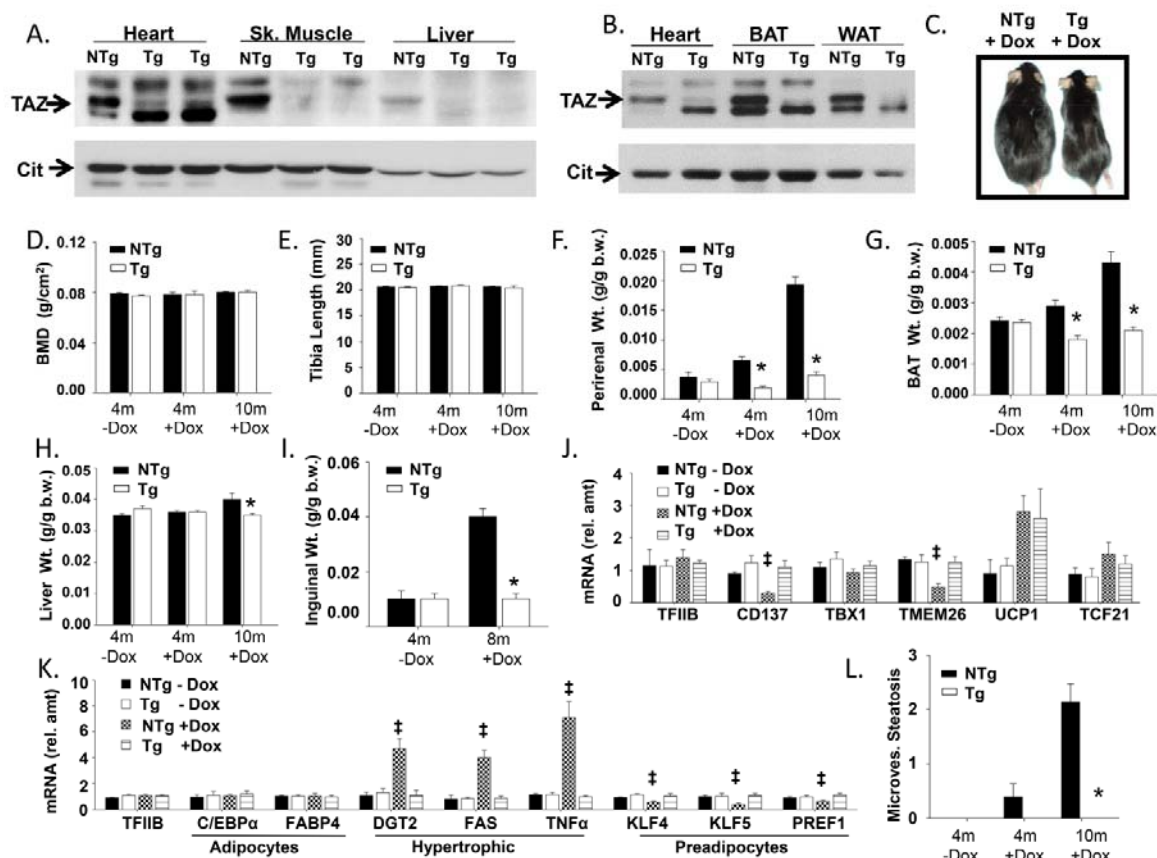 A.
Heart Sk. Muscle Liver
NTg Tg Tg NTg Tg Tg NTg Tg Tg
TAZ
Cit
B.
Heart BAT WAT
NTg Tg NTg Tg NTg Tg
TAZ
Cit
C.
NTg Tg
+ Dox + Dox
D.
NTg
Tg
BMD (g/cm²)
0.12
0.08
0.04
0.00
4m 4m 10m
-Dox +Dox +Dox
E.
NTg
Tg
Tibia Length (mm)
30
25
20
15
10
5
0
4m 4m 10m
-Dox +Dox +Dox
F.
NTg
Tg
Perirenal Wt. (g/g b.w.)
0.025
0.020
0.015
0.010
0.005
0.000
* *
4m 4m 10m
-Dox +Dox +Dox
G.
NTg
Tg
BAT Wt. (g/g b.w.)
0.005
0.004
0.003
0.002
0.001
0.000
* *
4m 4m 10m
-Dox +Dox +Dox
H.
NTg
Tg
Liver Wt. (g/g b.w.)
0.05
0.04
0.03
0.02
0.01
0.00
*
4m 4m 10m
-Dox +Dox +Dox
I.
NTg
Tg
Inguinal Wt. (g/g b.w.)
0.06
0.04
0.02
0.00
*
4m 8m
-Dox +Dox
J.
NTg - Dox
Tg - Dox
NTg +Dox
Tg +Dox
mRNA (rel. amt)
4
3
2
1
0
‡ ‡
TFIIB CD137 TBX1 TMEM26 UCP1 TCF21
K.
NTg - Dox
Tg - Dox
NTg +Dox
Tg +Dox
mRNA (rel. amt)
10
8
6
4
2
0
‡ ‡ ‡ ‡ ‡ ‡
TFIIB C/EBPα FABP4 DGT2 FAS TNFα KLF4 KLF5 PREF1
Adipocytes Hypertrophic Preadipocytes
L.
NTg
Tg
Microves. Steatosis
3
2
1
0
*
4m 4m 10m
-Dox +Dox +Dox